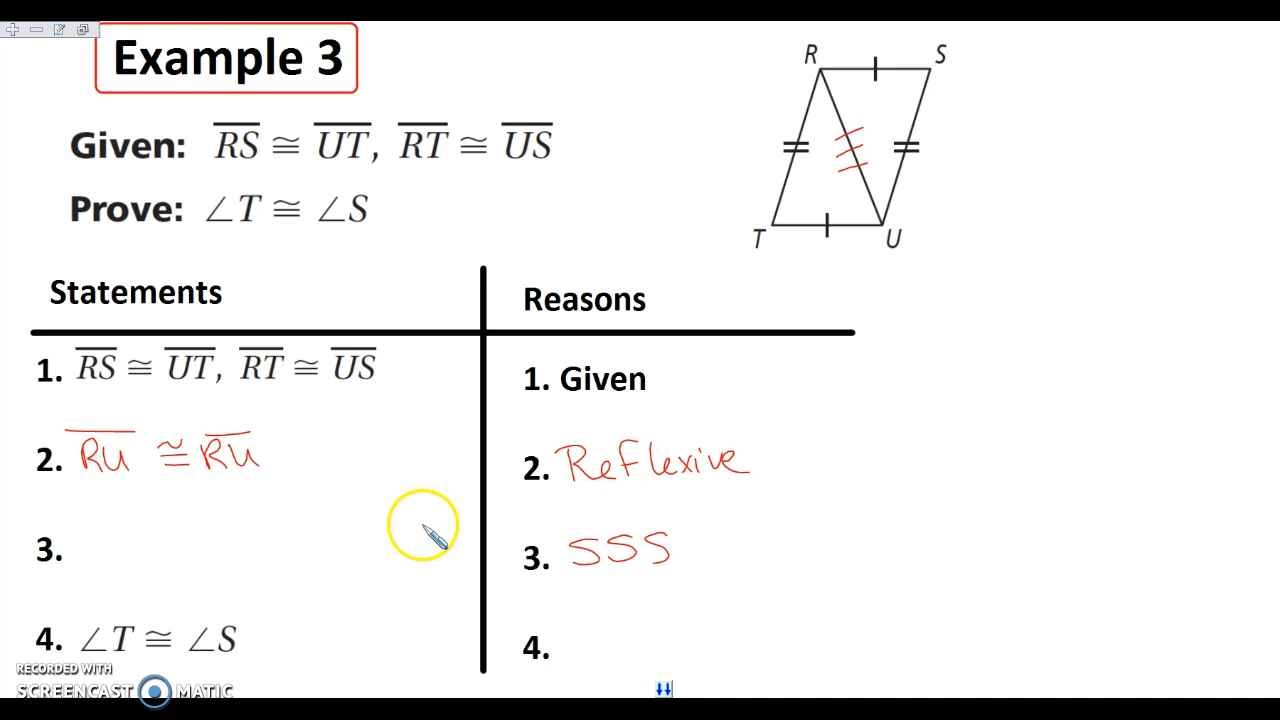 Example 3
Given: RS ≅ UT, RT ≅ US
Prove: ∠T ≅ ∠S
R S
T U
Statements Reasons
1. RS ≅ UT, RT ≅ US 1. Given
2. RU ≅ RU 2. Reflexive
3. 3. SSS
4. ∠T ≅ ∠S 4.
RECORDED WITH
SCREENCAST MATIC